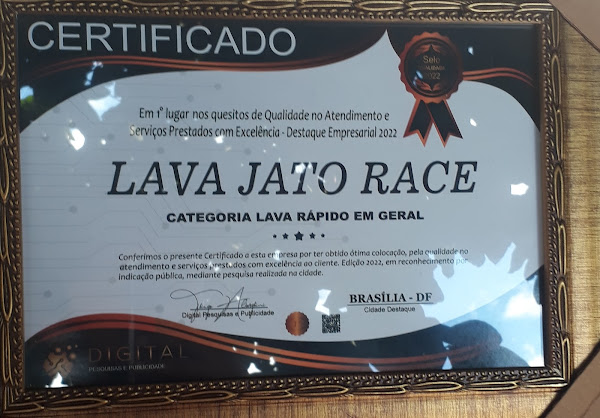 CERTIFICADO
Selo
2022
Em 1º lugar nos quesitos de Qualidade no Atendimento e
Serviços Prestados com Excelência - Destaque Empresarial 2022
LAVA JATO RACE
CATEGORIA LAVA RÁPIDO EM GERAL
Conferimos o presente Certificado a esta empresa por ter obtido ótima colocação, pela qualidade no
atendimento e serviços prestados com excelência ao cliente. Edição 2022, em reconhecimento por
indicação pública, mediante pesquisa realizada na cidade.
Digital Pesquisas e Publicidade
BRASÍLIA - DF
Cidade Destaque
DIGITAL
PESQUISAS E PUBLICIDADE